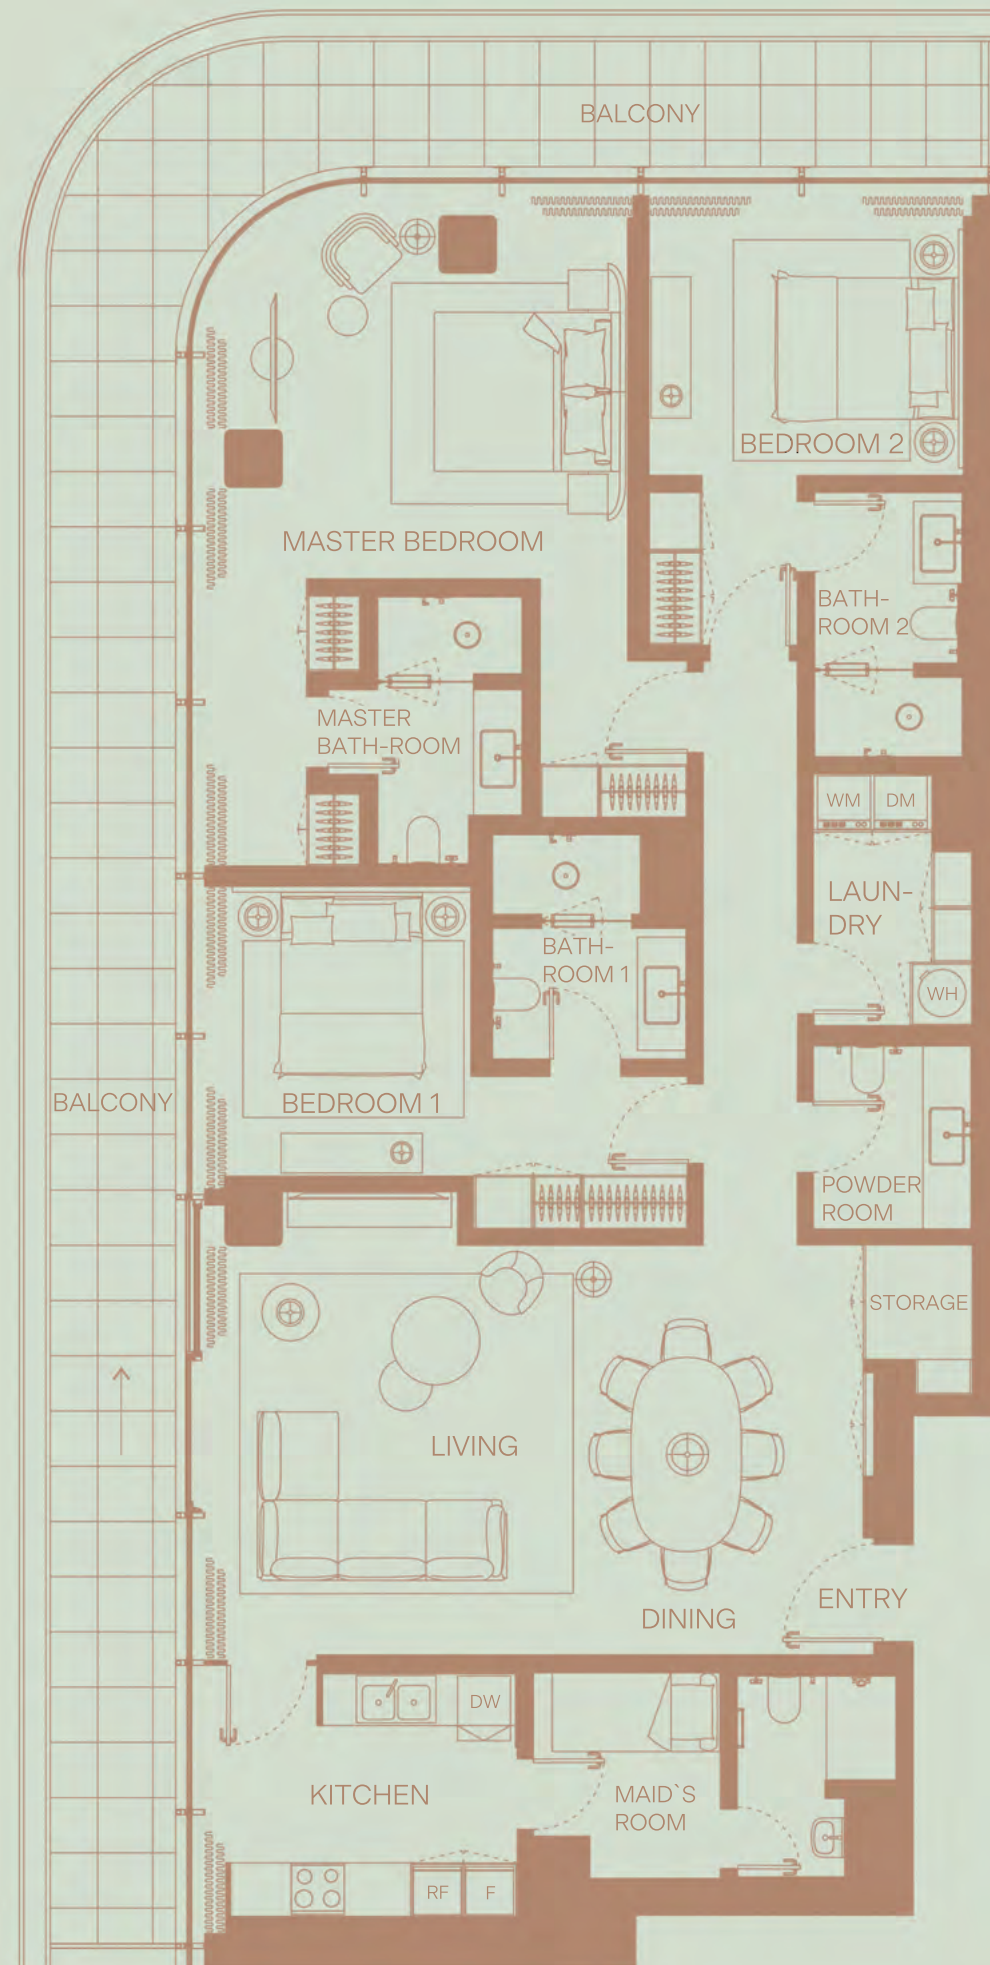 BALCONY
BEDROOM 2
MASTER BEDROOM
BATH-
ROOM 2
MASTER
BATH-ROOM
WM
DM
LAUN-
DRY
BATH-
ROOM 1
WH
BALCONY
BEDROOM 1
POWDER
ROOM
STORAGE
LIVING
ENTRY
DINING
DW
KITCHEN
MAID`S
ROOM
RF
F